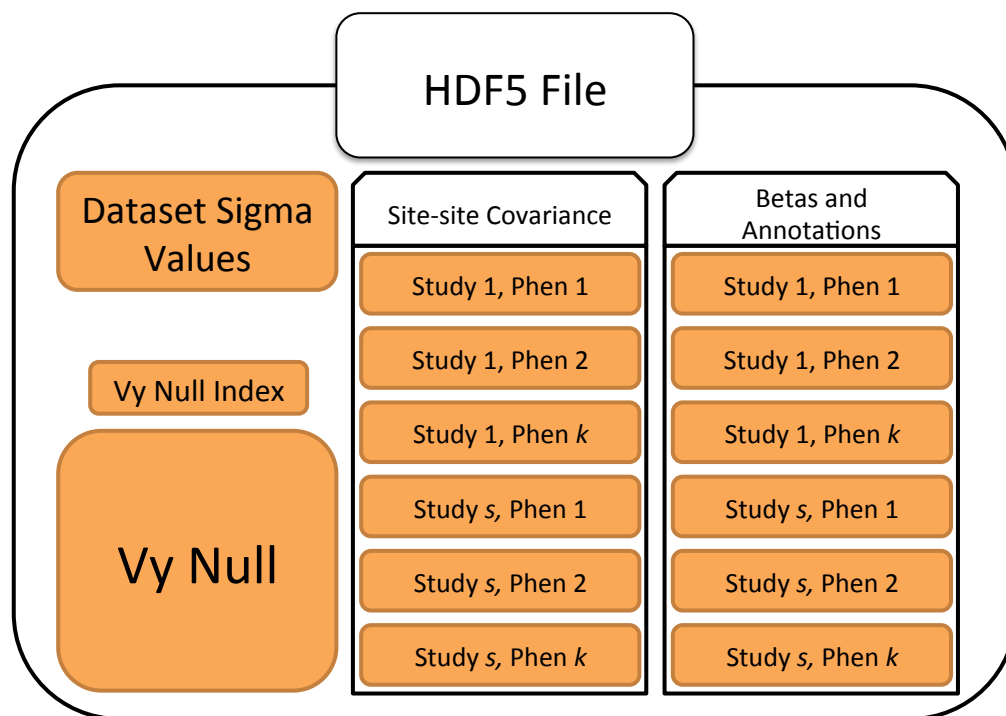 HDF5 File
Dataset Sigma
Values
Vy Null Index
Vy Null
Site-site Covariance
Study 1, Phen 1
Study 1, Phen 2
Study 1, Phen k
Study s, Phen 1
Study s, Phen 2
Study s, Phen k
Betas and
Annotations
Study 1, Phen 1
Study 1, Phen 2
Study 1, Phen k
Study s, Phen 1
Study s, Phen 2
Study s, Phen k